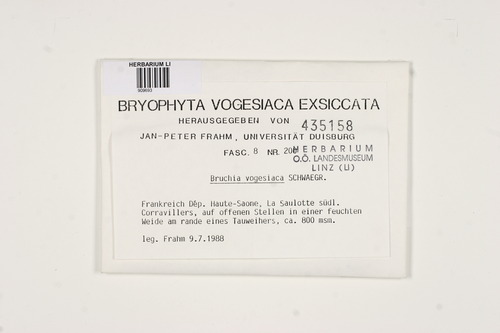 HERBARIUM LI
BRYOPHYTA VOGESIACA EXSICCATA
HERAUSGEGEBEN VON
435158
JAN-PETER FRAHM, UNIVERSITÄT DUISBURG
FASC. 8 NR.
HERBARIUM
O.Ö. LANDESMUSEUM
LINZ (LI)
Bruchia vogesiaca SCHWAEGR.
Frankreich Dép. Haute-Saone, La Saulotte südl.
Corravillers, auf offenen Stellen in einer feuchten
Weide am rande eines Tauweihers, ca. 800 msm.
leg. Frahm 9.7.1988